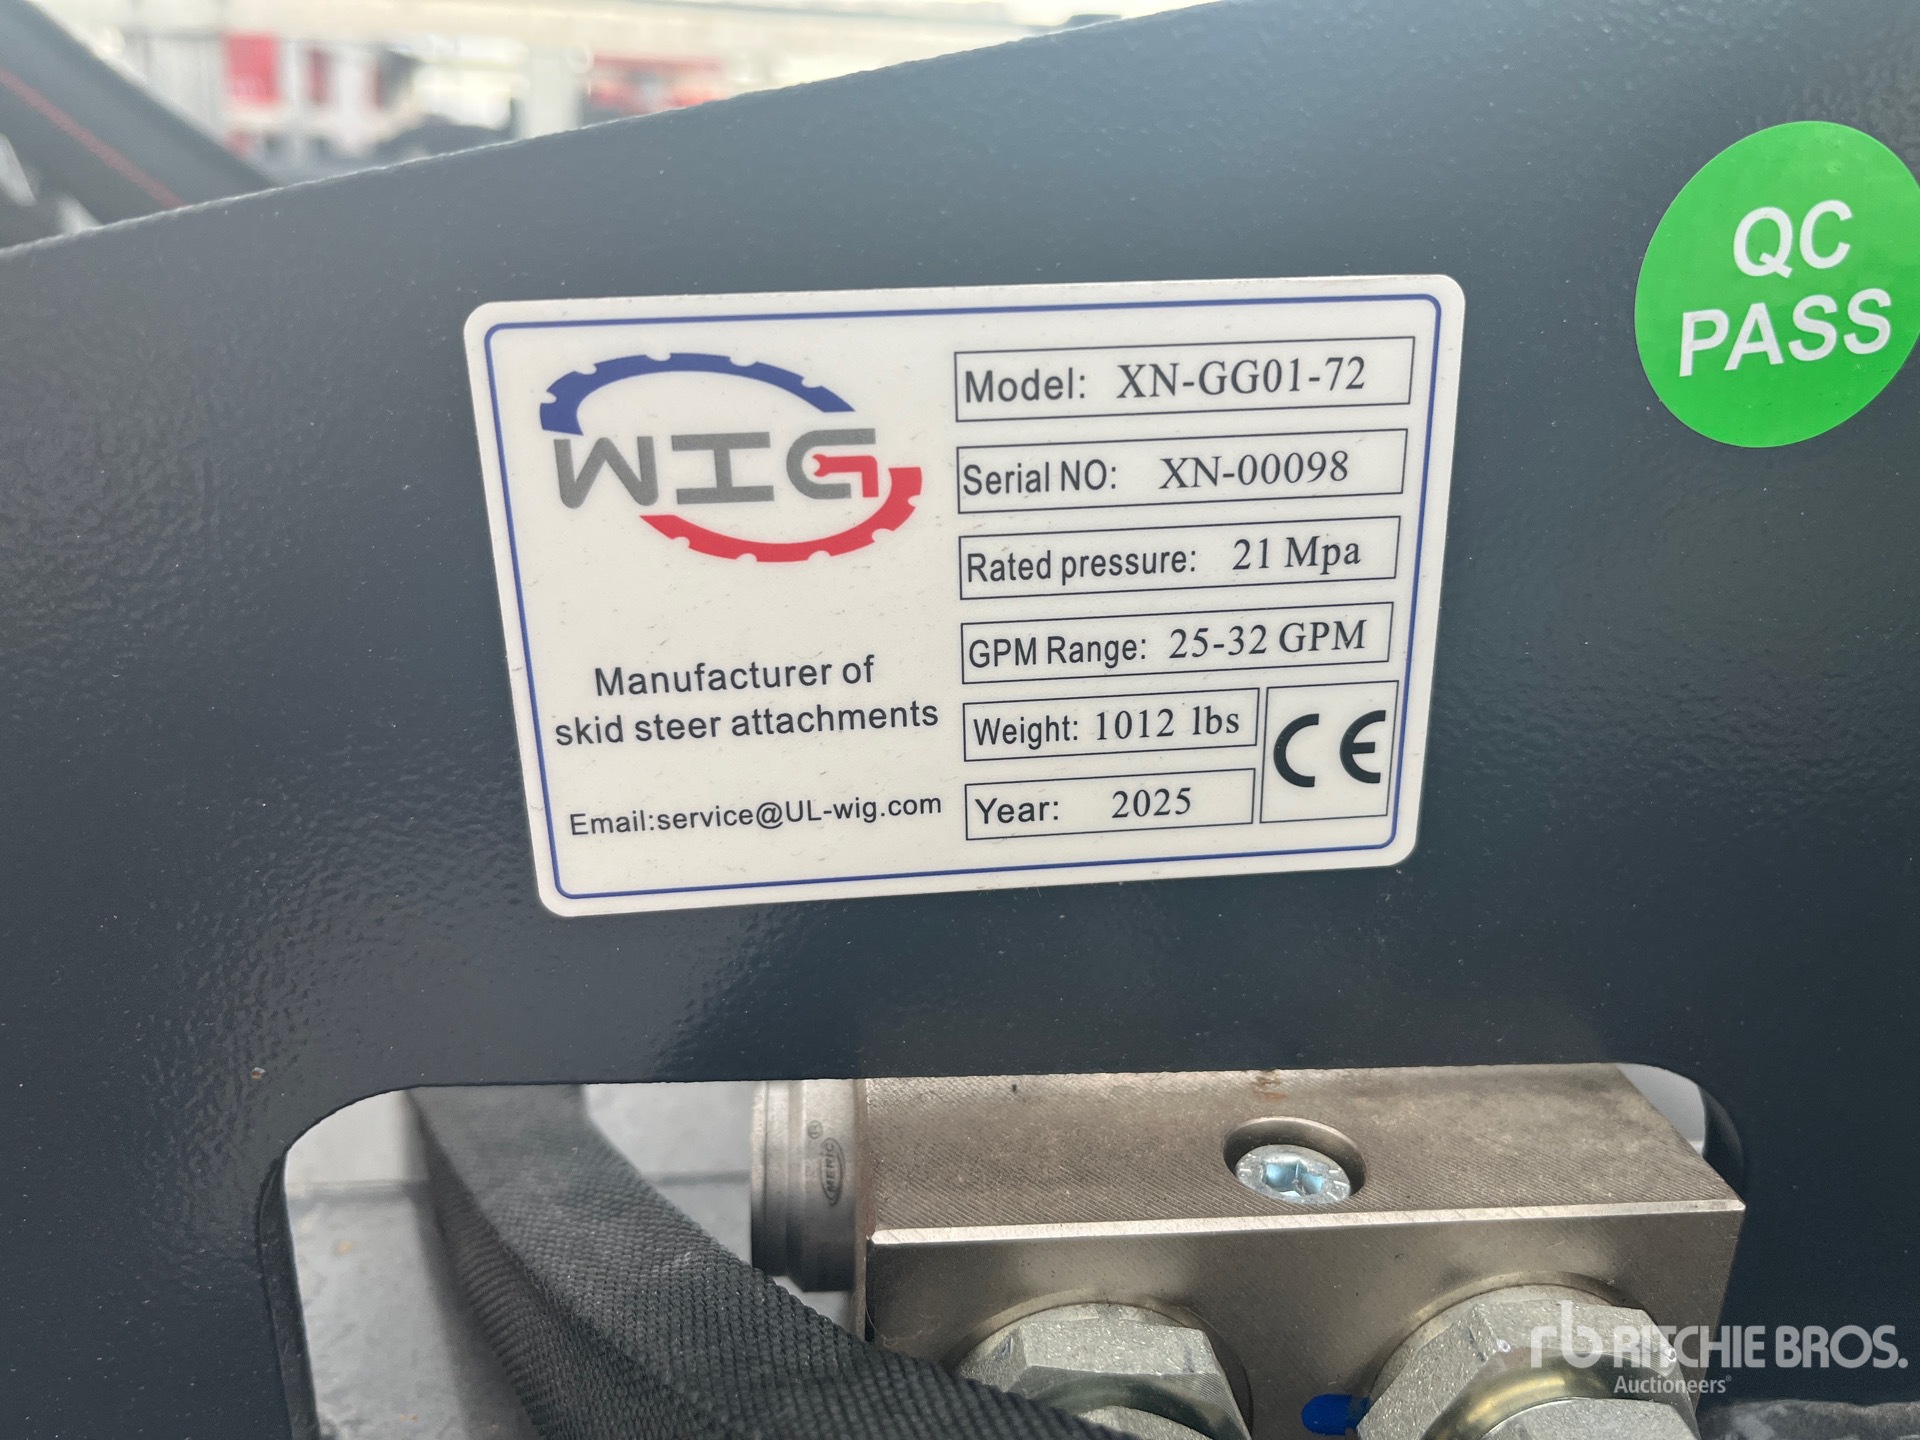 QC
PASS
WIG
Model: XN-GG01-72
Serial NO: XN-00098
Rated pressure: 21 Mpa
GPM Range: 25-32 GPM
Weight: 1012 lbs
CE
Year: 2025
Manufacturer of
skid steer attachments
Email:service@UL-wig.com
MERIC®
rb RITCHIE BROS.
Auctioneers®